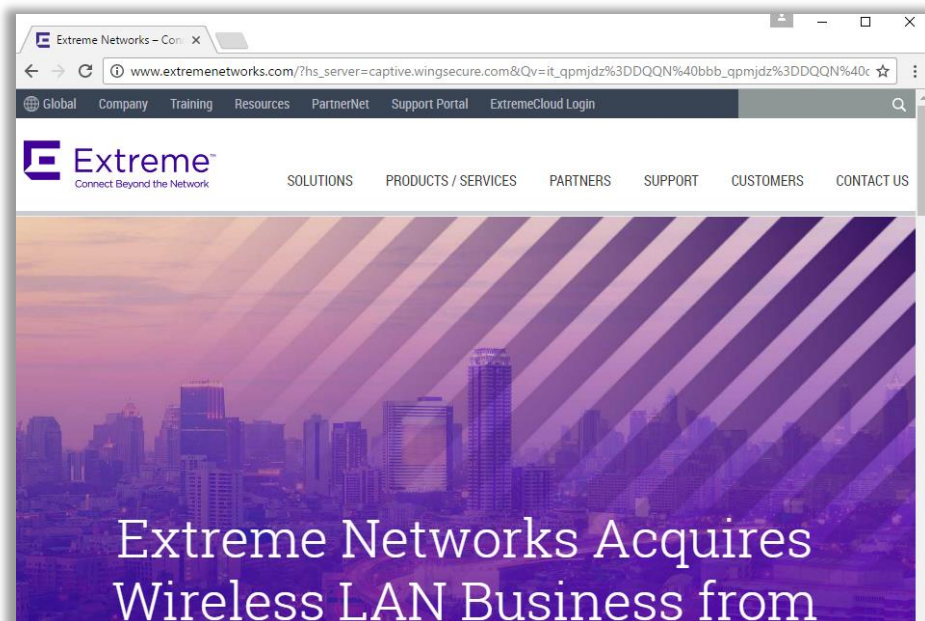 Extreme Networks – Con
www.extremenetworks.com/?hs_server=captive.wingsecure.com&Qv=it_qpmjdz%3DDQQN%40bbb_qpmjdz%3DDQQN%40c
Global Company Training Resources PartnerNet Support Portal ExtremeCloud Login
Extreme™
Connect Beyond the Network
SOLUTIONS PRODUCTS / SERVICES PARTNERS SUPPORT CUSTOMERS CONTACT US
Extreme Networks Acquires
Wireless LAN Business from